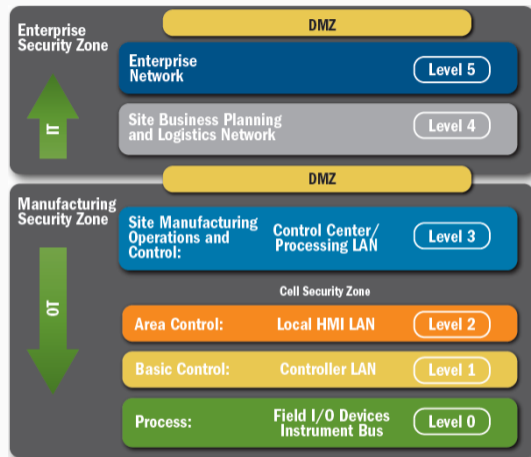 DMZ
Enterprise
Security Zone
IT
Enterprise
Network
Level 5
Site Business Planning
and Logistics Network
Level 4
DMZ
Manufacturing
Security Zone
OT
Site Manufacturing
Operations and
Control:
Control Center/
Processing LAN
Level 3
Cell Security Zone
Area Control:
Local HMI LAN
Level 2
Basic Control:
Controller LAN
Level 1
Process:
Field I/O Devices
Instrument Bus
Level 0